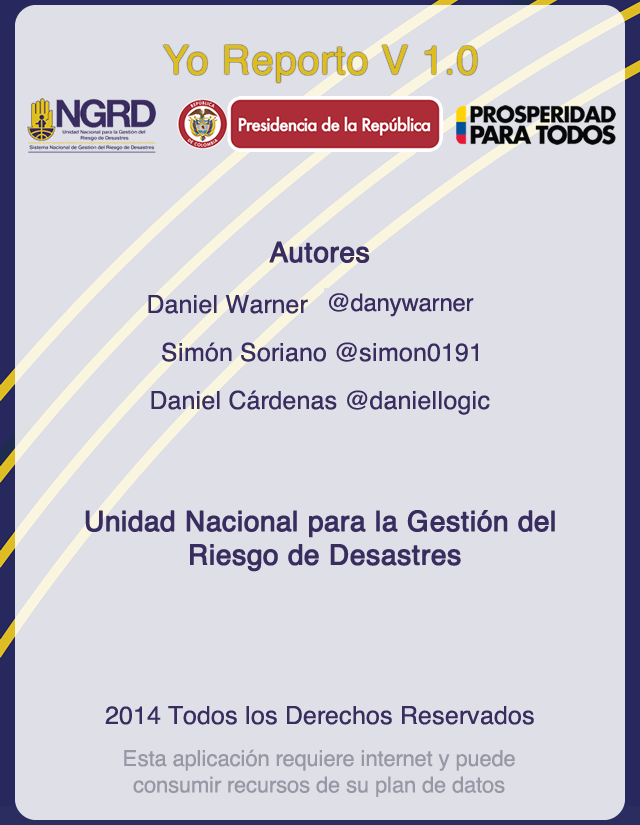 Yo Reporto V 1.0
NGRD
Unidad Nacional para la Gestión del
Riesgo de Desastres
Sistema Nacional de Gestión del Riesgo de Desastres
REPÚBLICA
DE COLOMBIA
Presidencia de la República
PROSPERIDAD
PARA TODOS
Autores
Daniel Warner @danywarner
Simón Soriano @simon0191
Daniel Cárdenas @daniellogic
Unidad Nacional para la Gestión del
Riesgo de Desastres
2014 Todos los Derechos Reservados
Esta aplicación requiere internet y puede
consumir recursos de su plan de datos